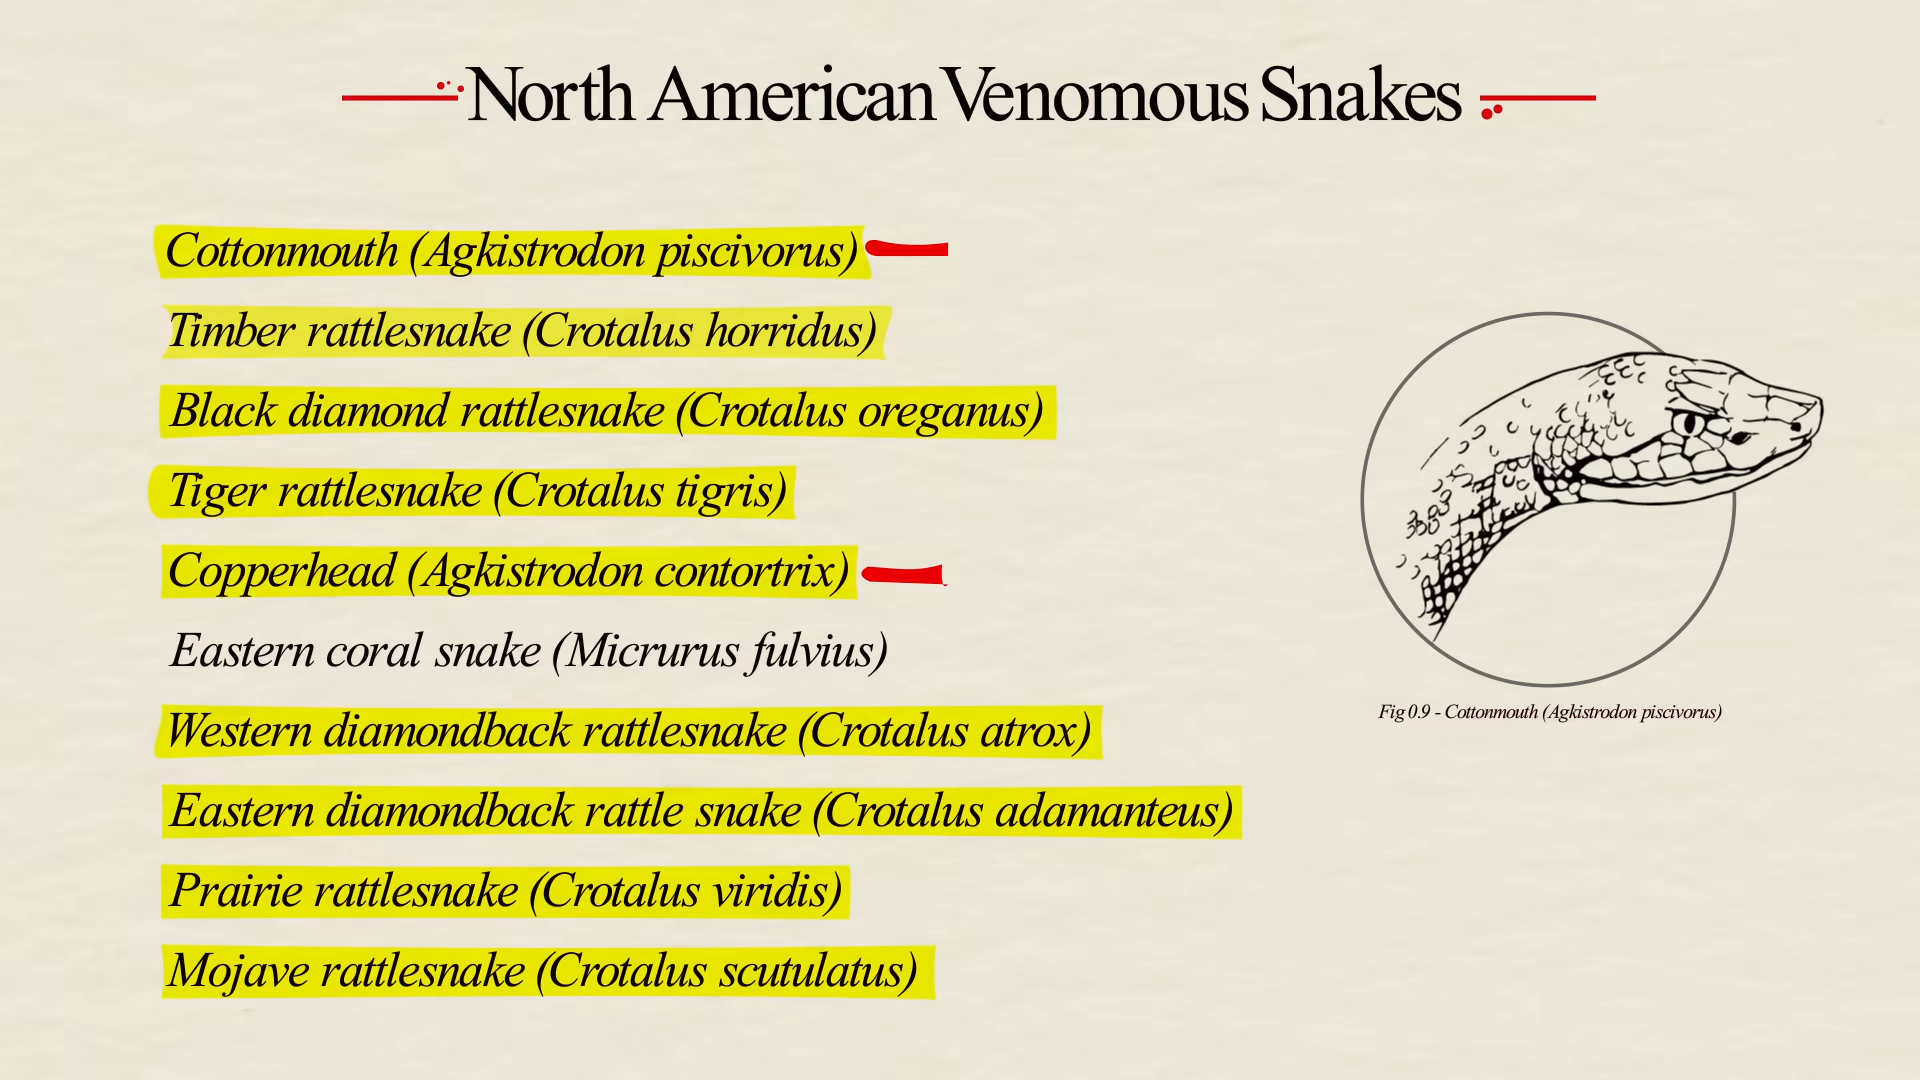 North American Venomous Snakes
Cottonmouth (Agkistrodon piscivorus)
Timber rattlesnake (Crotalus horridus)
Black diamond rattlesnake (Crotalus oreganus)
Tiger rattlesnake (Crotalus tigris)
Copperhead (Agkistrodon contortrix)
Eastern coral snake (Micrurus fulvius)
Western diamondback rattlesnake (Crotalus atrox)
Eastern diamondback rattle snake (Crotalus adamanteus)
Prairie rattlesnake (Crotalus viridis)
Mojave rattlesnake (Crotalus scutulatus)
Fig 0.9 - Cottonmouth (Agkistrodon piscivorus)